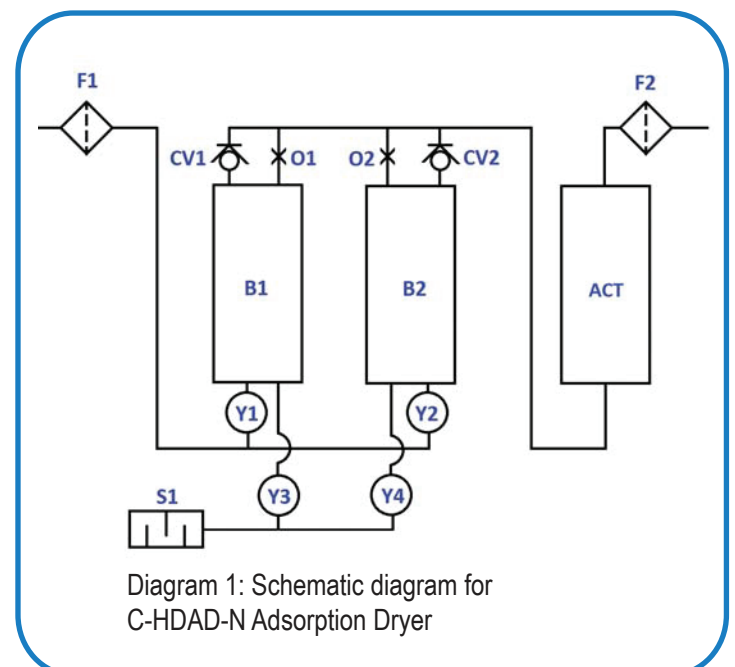 F1
F2
CV1
O1
O2
CV2
B1
B2
ACT
Y1
Y2
Y3
Y4
S1
Diagram 1: Schematic diagram for
C-HDAD-N Adsorption Dryer